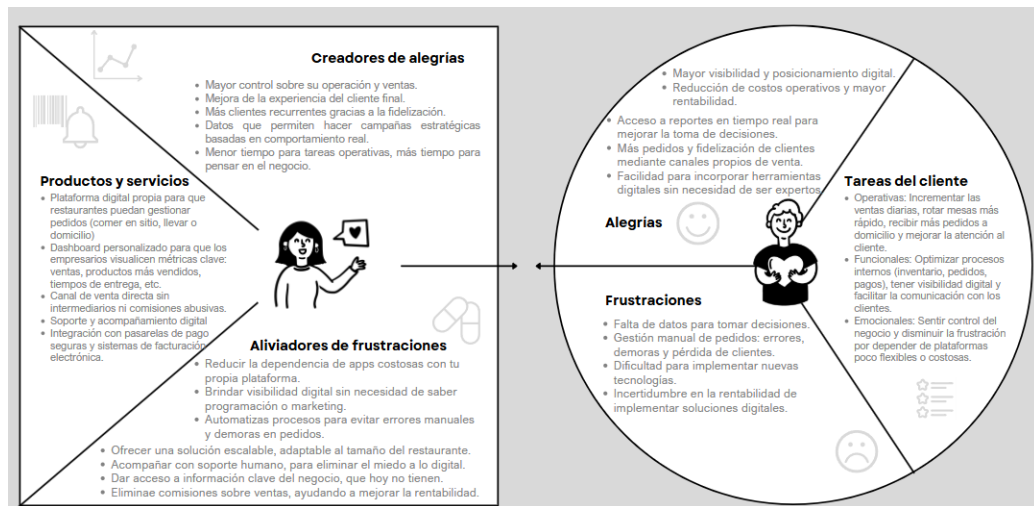 Creadores de alegrías
• Mayor control sobre su operación y ventas.
• Mejora de la experiencia del cliente final.
• Más clientes recurrentes gracias a la fidelización.
• Datos que permiten hacer campañas estratégicas
basadas en comportamiento real.
• Menor tiempo para tareas operativas, más tiempo para
pensar en el negocio.
Productos y servicios
• Plataforma digital propia para que
restaurantes puedan gestionar
pedidos (comer en sitio, llevar o
domicilio)
• Dashboard personalizado para que los
empresarios visualicen métricas clave:
ventas, productos más vendidos,
tiempos de entrega, etc.
• Canal de venta directa sin
intermediarios ni comisiones abusivas.
• Soporte y acompañamiento digital
• Integración con pasarelas de pago
seguras y sistemas de facturación
electrónica.
Aliviadores de frustraciones
• Reducir la dependencia de apps costosas con tu
propia plataforma.
• Brindar visibilidad digital sin necesidad de saber
programación o marketing.
• Automatizas procesos para evitar errores manuales
y demoras en pedidos.
• Ofrecer una solución escalable, adaptable al tamaño del restaurante.
• Acompañar con soporte humano, para eliminar el miedo a lo digital.
• Dar acceso a información clave del negocio, que hoy no tienen.
• Eliminae comisiones sobre ventas, ayudando a mejorar la rentabilidad.
• Mayor visibilidad y posicionamiento digital.
• Reducción de costos operativos y mayor
rentabilidad.
• Acceso a reportes en tiempo real para
mejorar la toma de decisiones.
• Más pedidos y fidelización de clientes
mediante canales propios de venta.
• Facilidad para incorporar herramientas
digitales sin necesidad de ser expertos
Alegrías
Frustraciones
• Falta de datos para tomar decisiones.
• Gestión manual de pedidos: errores,
demoras y pérdida de clientes.
• Dificultad para implementar nuevas
tecnologías.
• Incertidumbre en la rentabilidad de
implementar soluciones digitales.
Tareas del cliente
• Operativas: Incrementar las
ventas diarias, rotar mesas más
rápido, recibir más pedidos a
domicilio y mejorar la atención al
cliente.
• Funcionales: Optimizar procesos
internos (inventario, pedidos,
pagos), tener visibilidad digital y
facilitar la comunicación con los
clientes.
• Emocionales: Sentir control del
negocio y disminuir la frustración
por depender de plataformas
poco flexibles o costosas.